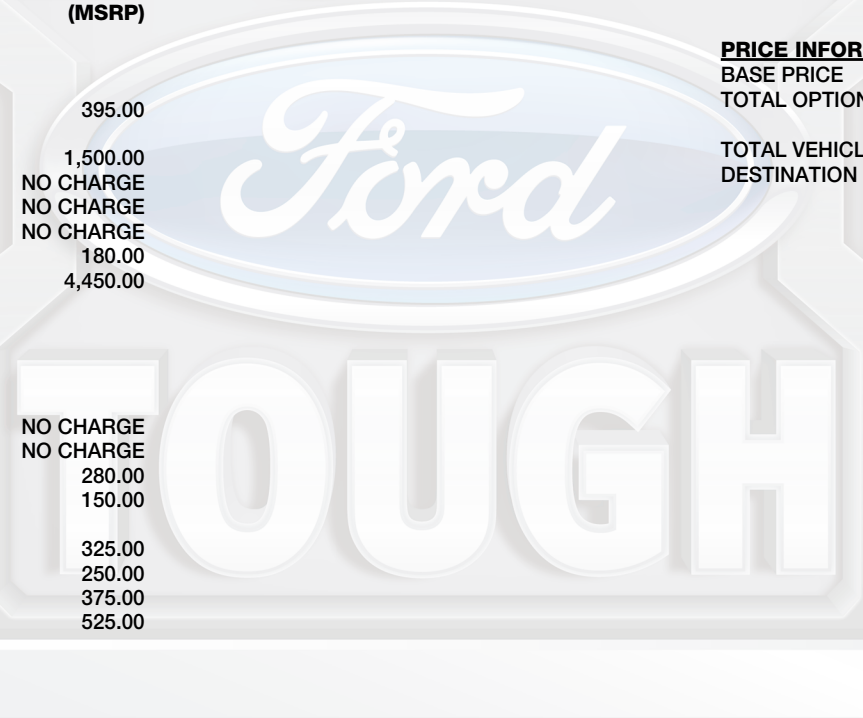 (MSRP)
395.00
1,500.00
NO CHARGE
NO CHARGE
NO CHARGE
180.00
4,450.00
NO CHARGE
NO CHARGE
280.00
150.00
325.00
250.00
375.00
525.00
PRICE INFOR
BASE PRICE
TOTAL OPTION
TOTAL VEHICL
DESTINATION
Ford
TOUGH